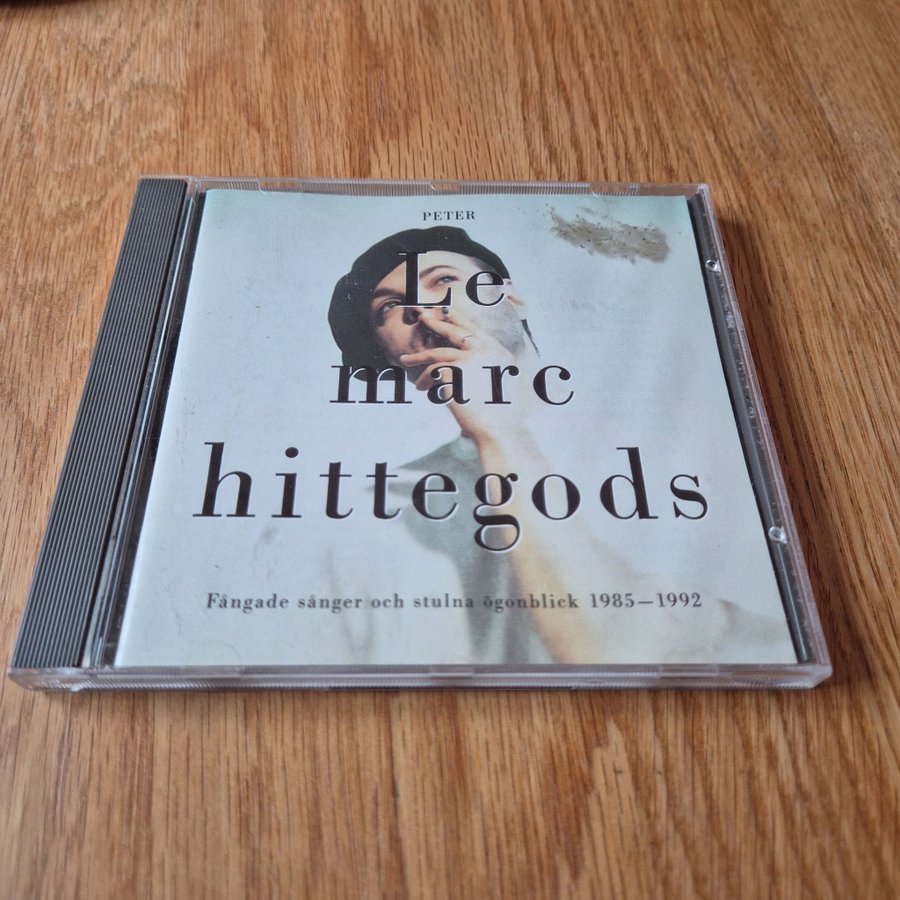 PETER
Le
marc
hittegods
Fångade sånger och stulna ögonblick 1985—1992